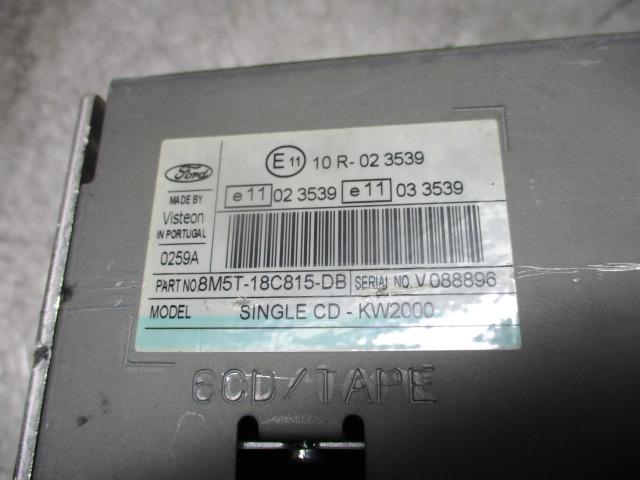 E 11 10 R- 02 3539
Ford
e 11 02 3539 e 11 03 3539
MADE BY
Visteon
IN PORTUGAL
0259A
PART NO 8M5T-18C815-DB SERIAL NO. V 088896
MODEL SINGLE CD - KW2000
6CD/TAPE